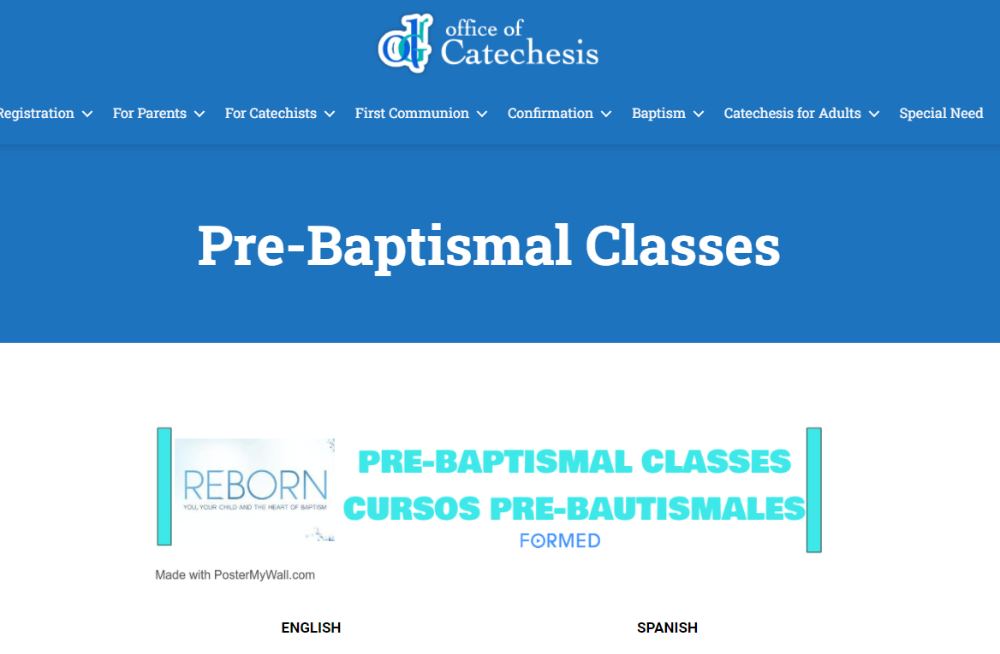 office of
Catechesis
Registration For Parents For Catechists First Communion Confirmation Baptism Catechesis for Adults Special Need
Pre-Baptismal Classes
REBORN
YOU, YOUR CHILD AND THE HEART OF BAPTISM
PRE-BAPTISMAL CLASSES
CURSOS PRE-BAUTISMALES
FORMED
Made with PosterMyWall.com
ENGLISH SPANISH